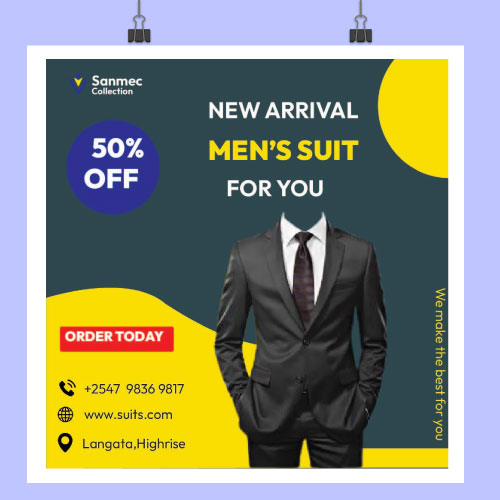 Sanmec
Collection
NEW ARRIVAL
MEN'S SUIT
FOR YOU
50%
OFF
We make the best for you
ORDER TODAY
+2547 9836 9817
www.suits.com
Langata,Highrise